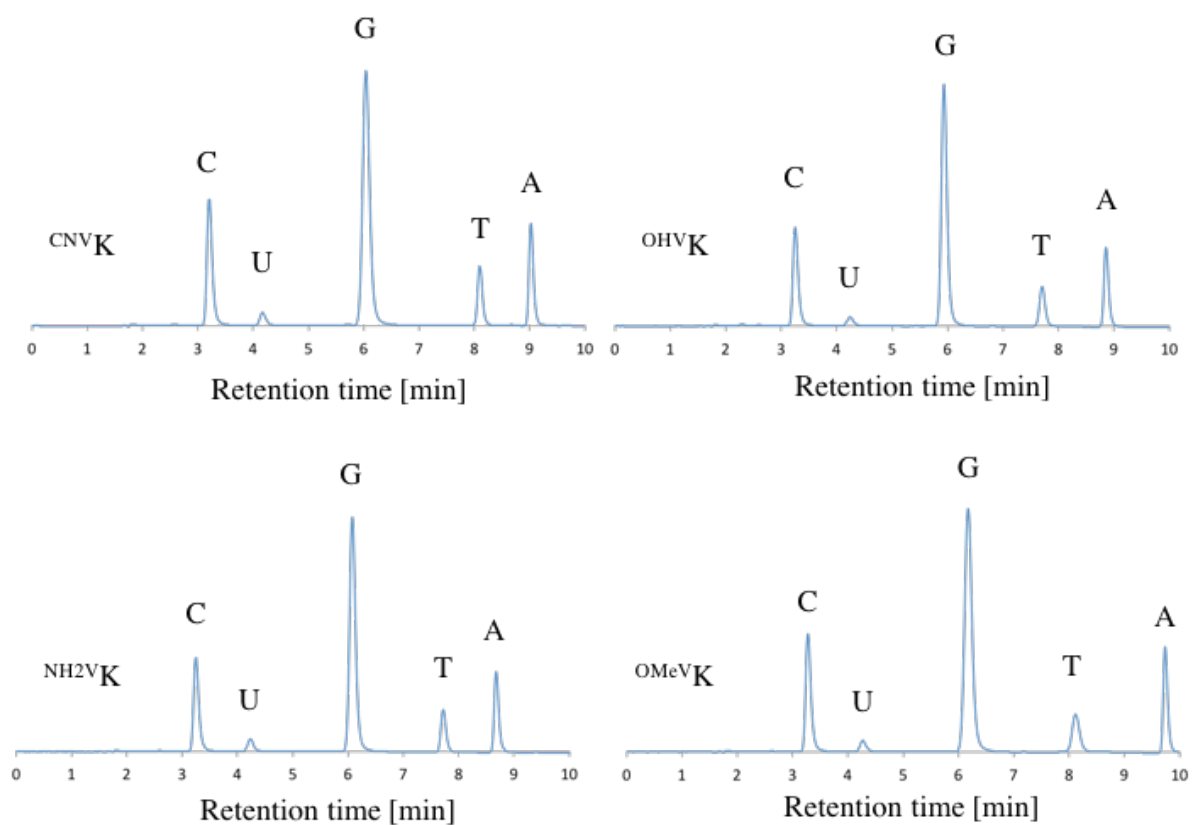 G
C
A
T
CNVK
U
0 1 2 3 4 5 6 7 8 9 10
Retention time [min]
G
C
A
T
OHVK
U
0 1 2 3 4 5 6 7 8 9 10
Retention time [min]
G
C
A
T
NH2VK
U
0 1 2 3 4 5 6 7 8 9 10
Retention time [min]
G
C
A
T
OMeVK
U
0 1 2 3 4 5 6 7 8 9 10
Retention time [min]